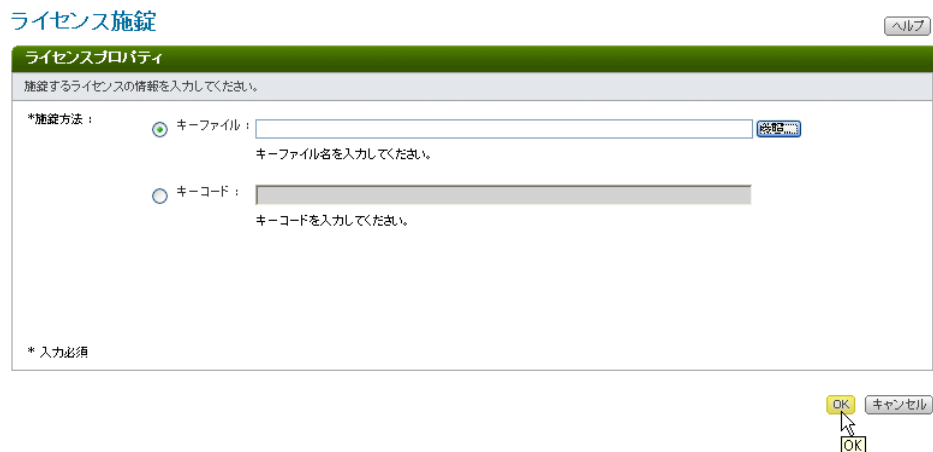 ライセンス施錠
ヘルプ
ライセンスプロパティ
施錠するライセンスの情報を入力してください。
*施錠方法：
キーファイル：
参照...
キーファイル名を入力してください。
キーコード：
キーコードを入力してください。
* 入力必須
OK キャンセル
OK